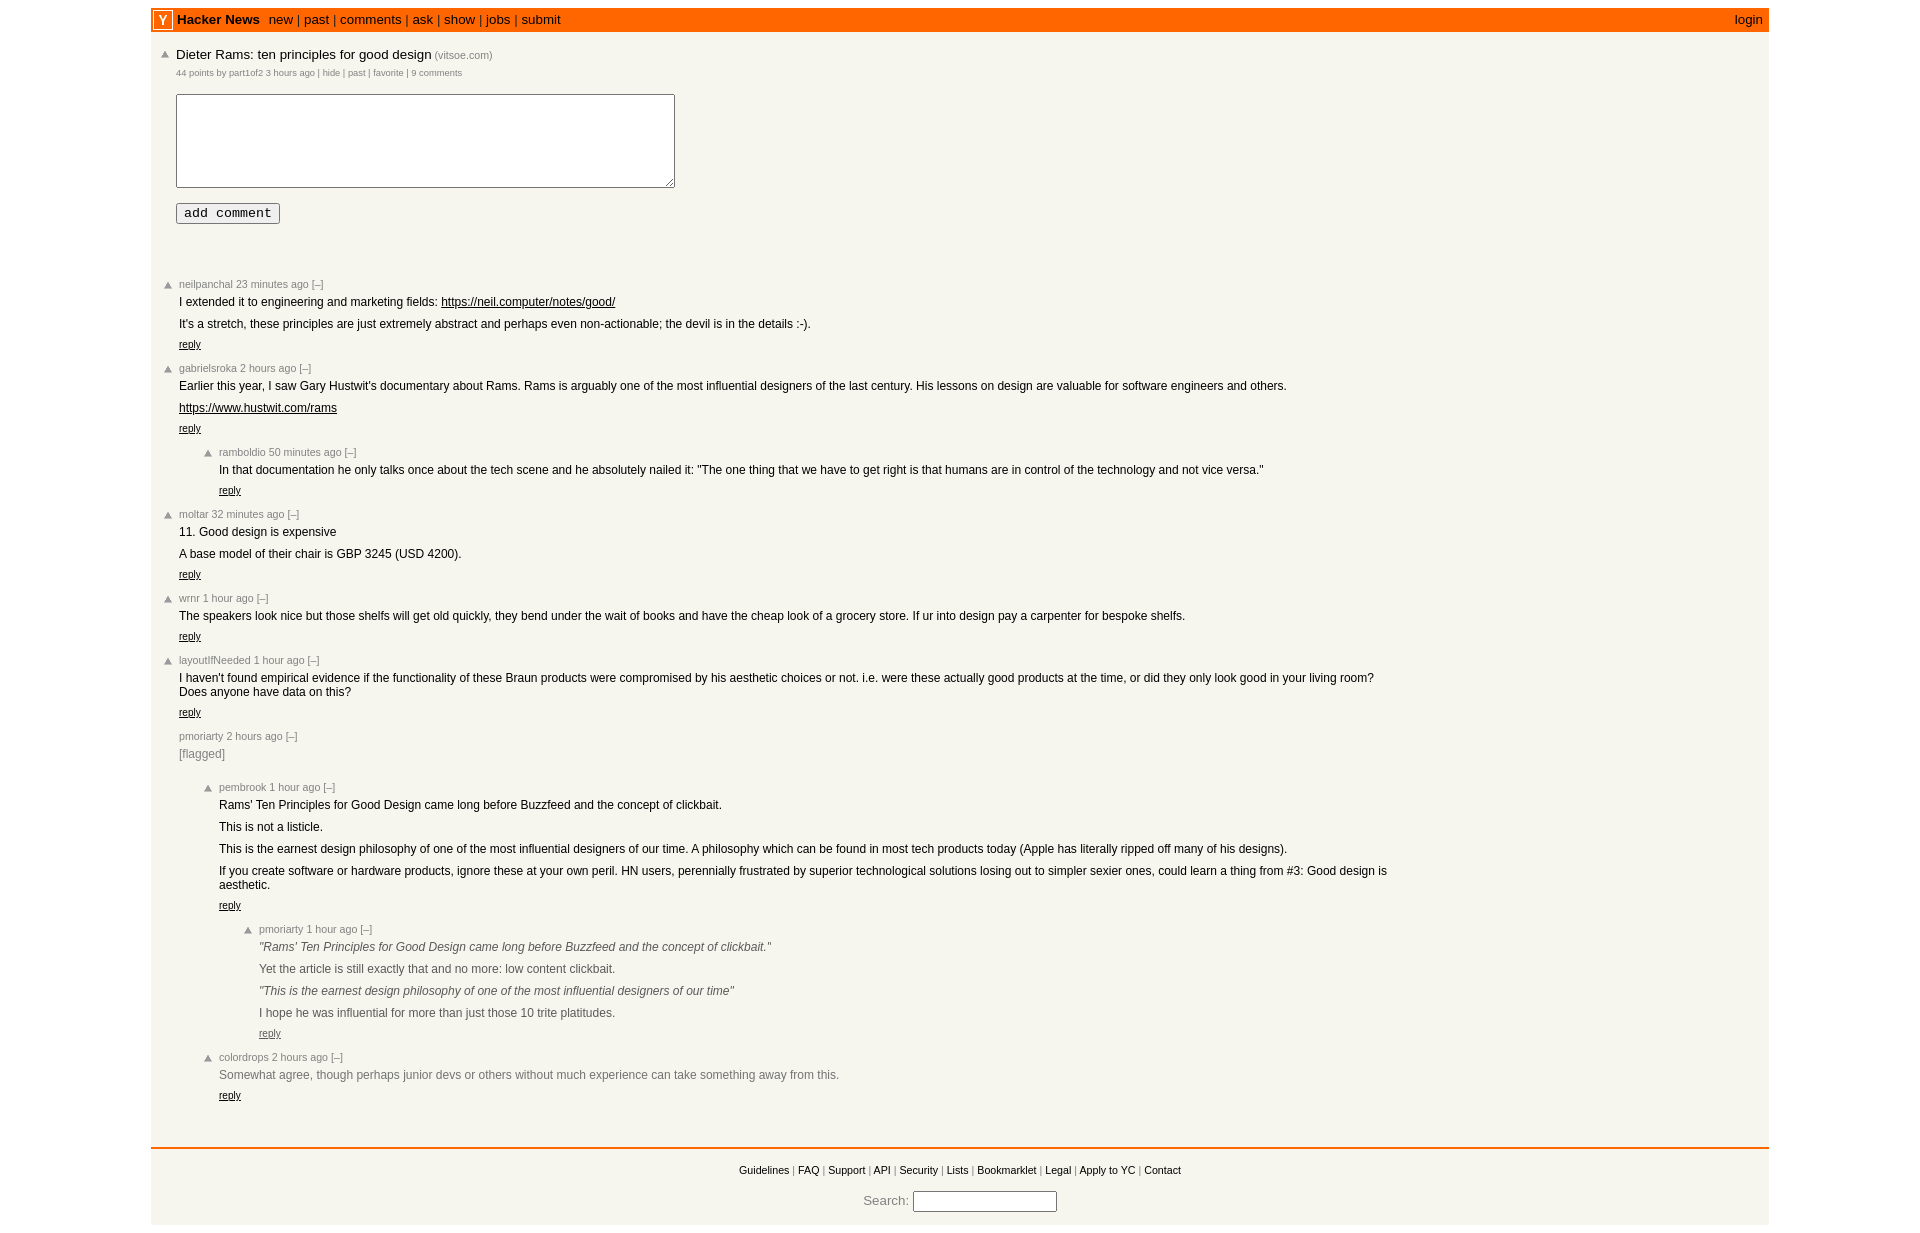 Y Hacker News new | past | comments | ask | show | jobs | submit login
Dieter Rams: ten principles for good design (vitsoe.com)
44 points by part1of2 3 hours ago | hide | past | favorite | 9 comments
add comment
neilpanchal 23 minutes ago [–]
I extended it to engineering and marketing fields: https://neil.computer/notes/good/
It's a stretch, these principles are just extremely abstract and perhaps even non-actionable; the devil is in the details :-).
reply
gabrielsroka 2 hours ago [–]
Earlier this year, I saw Gary Hustwit's documentary about Rams. Rams is arguably one of the most influential designers of the last century. His lessons on design are valuable for software engineers and others.
https://www.hustwit.com/rams
reply
ramboldio 50 minutes ago [–]
In that documentation he only talks once about the tech scene and he absolutely nailed it: "The one thing that we have to get right is that humans are in control of the technology and not vice versa."
reply
moltar 32 minutes ago [–]
11. Good design is expensive
A base model of their chair is GBP 3245 (USD 4200).
reply
wrnr 1 hour ago [–]
The speakers look nice but those shelfs will get old quickly, they bend under the wait of books and have the cheap look of a grocery store. If ur into design pay a carpenter for bespoke shelfs.
reply
layoutIfNeeded 1 hour ago [–]
I haven't found empirical evidence if the functionality of these Braun products were compromised by his aesthetic choices or not. i.e. were these actually good products at the time, or did they only look good in your living room?
Does anyone have data on this?
reply
pmoriarty 2 hours ago [–]
[flagged]
pembrook 1 hour ago [–]
Rams' Ten Principles for Good Design came long before Buzzfeed and the concept of clickbait.
This is not a listicle.
This is the earnest design philosophy of one of the most influential designers of our time. A philosophy which can be found in most tech products today (Apple has literally ripped off many of his designs).
If you create software or hardware products, ignore these at your own peril. HN users, perennially frustrated by superior technological solutions losing out to simpler sexier ones, could learn a thing from #3: Good design is
aesthetic.
reply
pmoriarty 1 hour ago [–]
"Rams' Ten Principles for Good Design came long before Buzzfeed and the concept of clickbait."
Yet the article is still exactly that and no more: low content clickbait.
"This is the earnest design philosophy of one of the most influential designers of our time"
I hope he was influential for more than just those 10 trite platitudes.
reply
colordrops 2 hours ago [–]
Somewhat agree, though perhaps junior devs or others without much experience can take something away from this.
reply
Guidelines | FAQ | Support | API | Security | Lists | Bookmarklet | Legal | Apply to YC | Contact
Search: